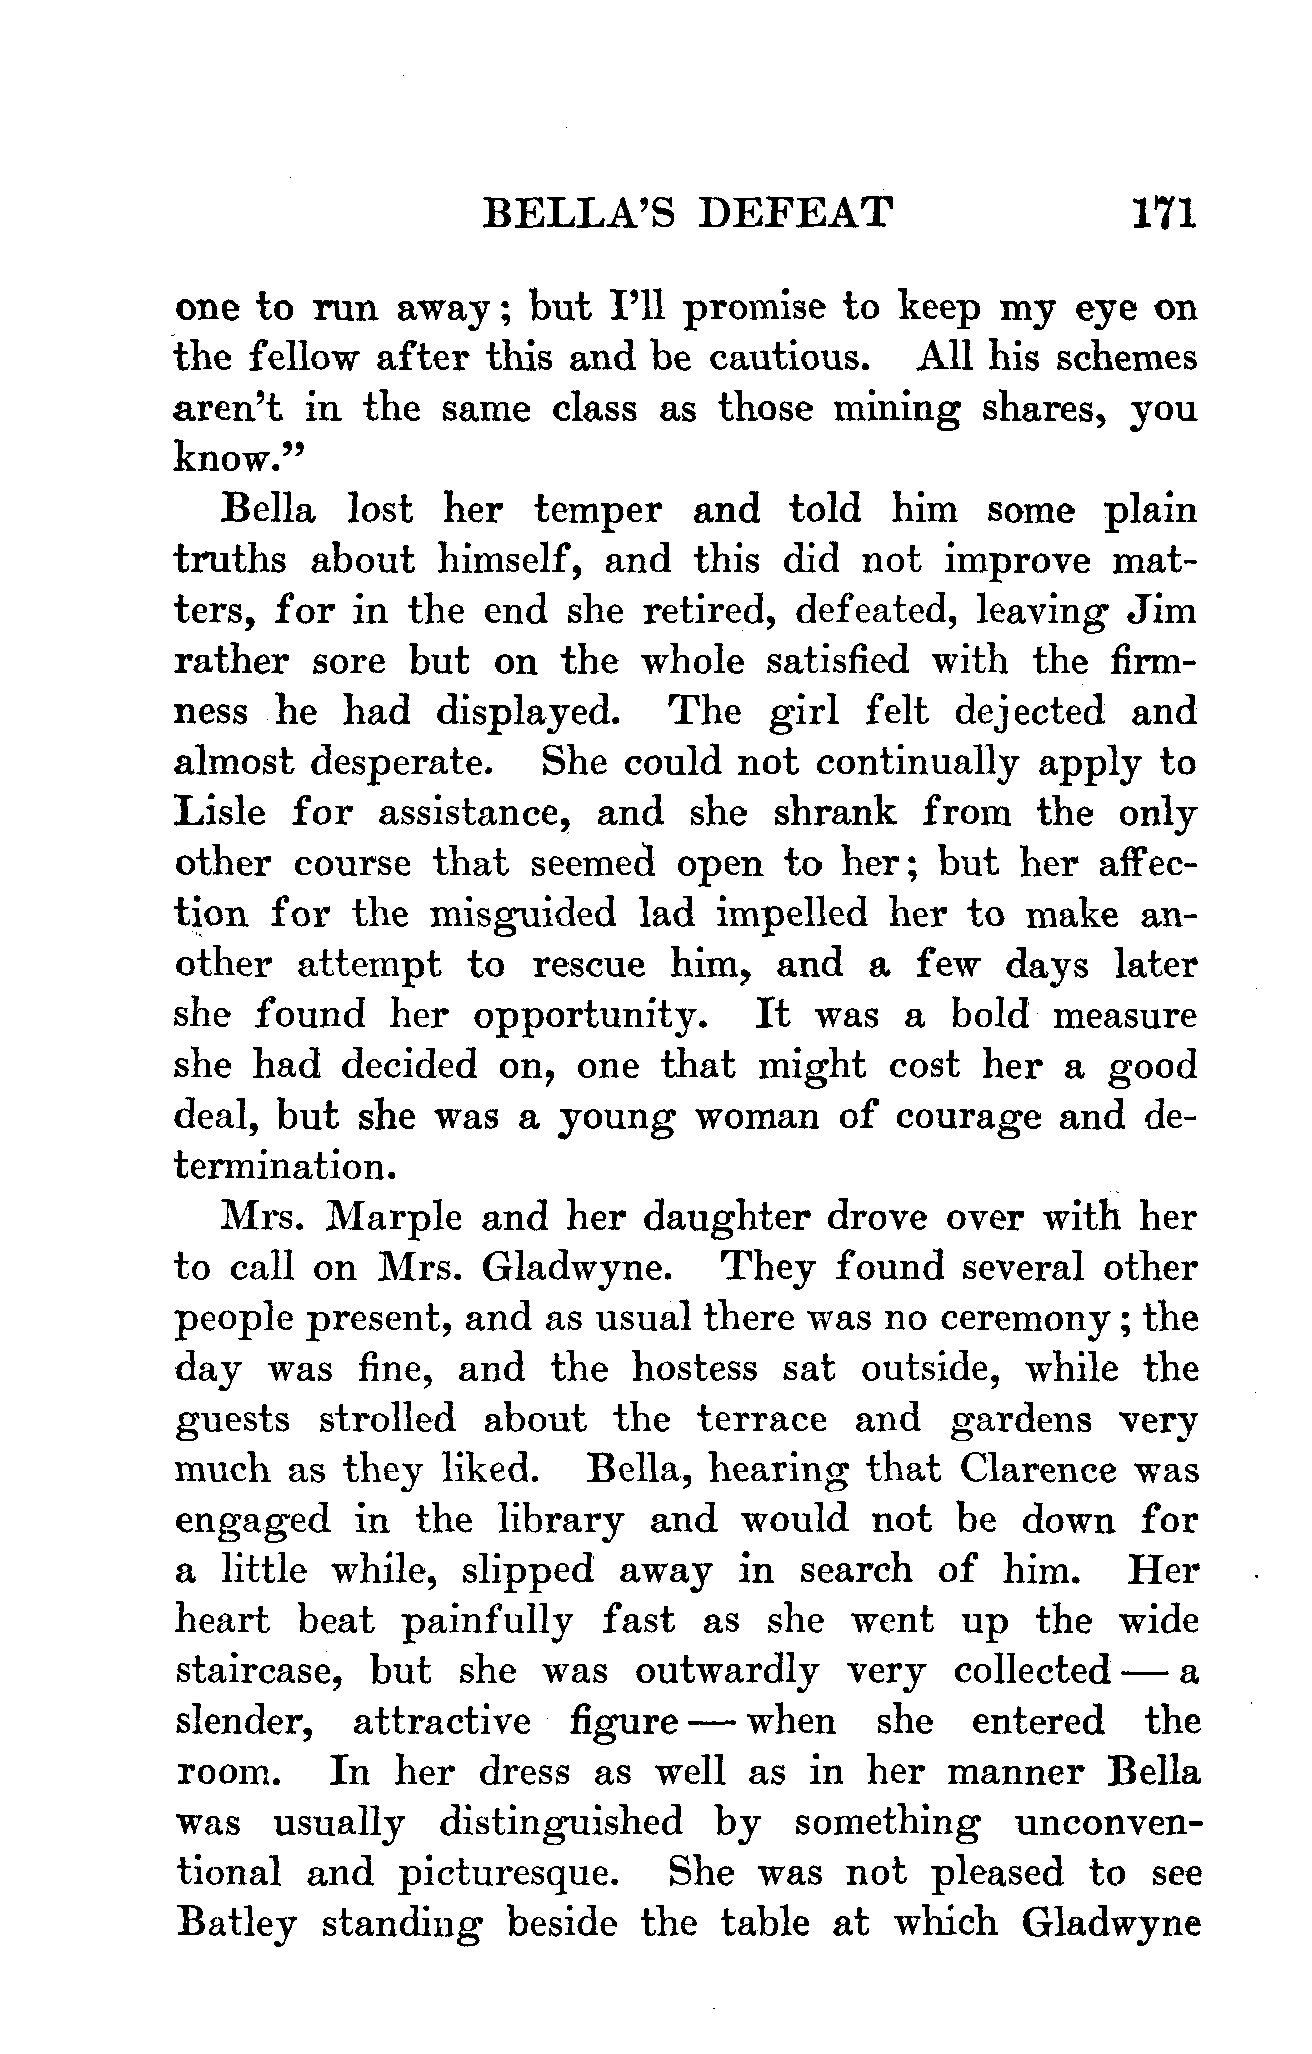 BELLA'S DEFEAT 171
one to run away; but I'll promise to keep my eye on
the fellow after this and be cautious. All his schemes
aren't in the same class as those mining shares, you
know."
Bella lost her temper and told him some plain
truths about himself, and this did not improve mat-
ters, for in the end she retired, defeated, leaving Jim
rather sore but on the whole satisfied with the firm-
ness he had displayed. The girl felt dejected and
almost desperate. She could not continually apply to
Lisle for assistance, and she shrank from the only
other course that seemed open to her; but her affec-
tion for the misguided lad impelled her to make an-
other attempt to rescue him, and a few days later
she found her opportunity. It was a bold measure
she had decided on, one that might cost her a good
deal, but she was a young woman of courage and de-
termination.
Mrs. Marple and her daughter drove over with her
to call on Mrs. Gladwyne. They found several other
people present, and as usual there was no ceremony; the
day was fine, and the hostess sat outside, while the
guests strolled about the terrace and gardens very
much as they liked. Bella, hearing that Clarence was
engaged in the library and would not be down for
a little while, slipped away in search of him. Her
heart beat painfully fast as she went up the wide
staircase, but she was outwardly very collected — a
slender, attractive figure — when she entered the
room. In her dress as well as in her manner Bella
was usually distinguished by something unconven-
tional and picturesque. She was not pleased to see
Batley standing beside the table at which Gladwyne